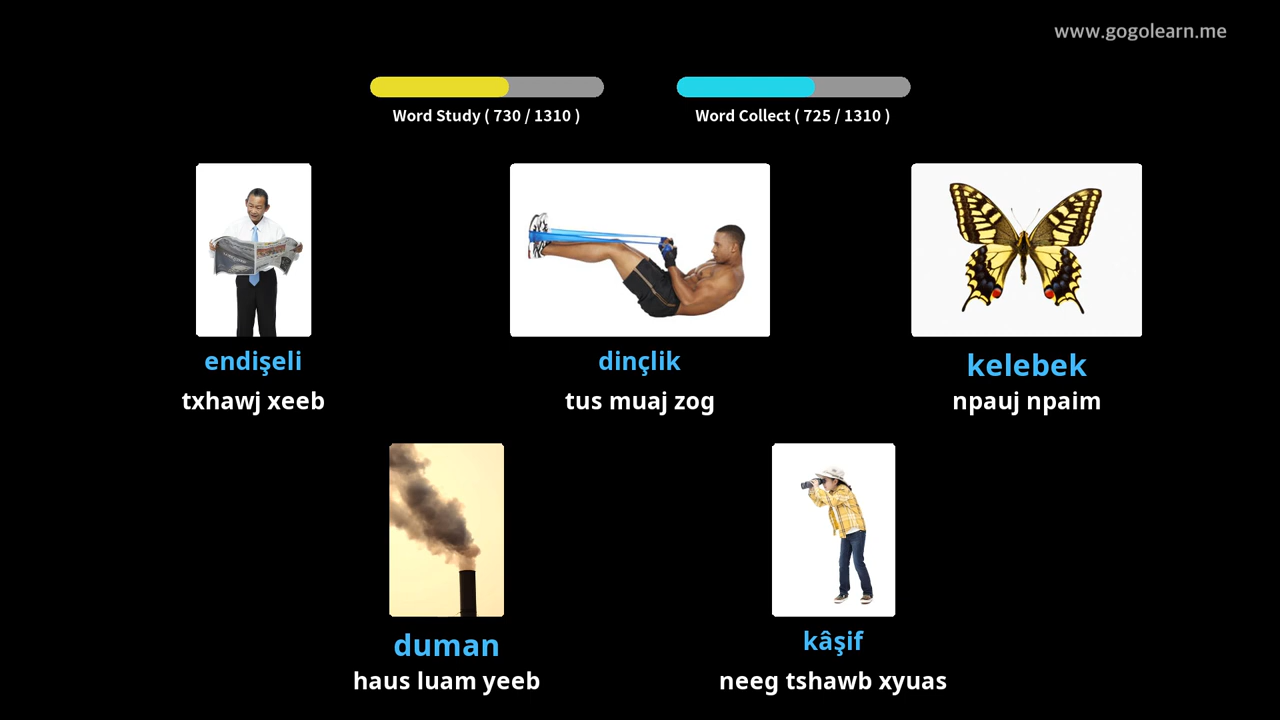 www.gogolearn.me
Word Study ( 730 / 1310 )
Word Collect ( 725 / 1310 )
endişeli
txhawj xeeb
dinçlik
tus muaj zog
kelebek
npauj npaim
duman
haus luam yeeb
kâşif
neeg tshawb xyuas